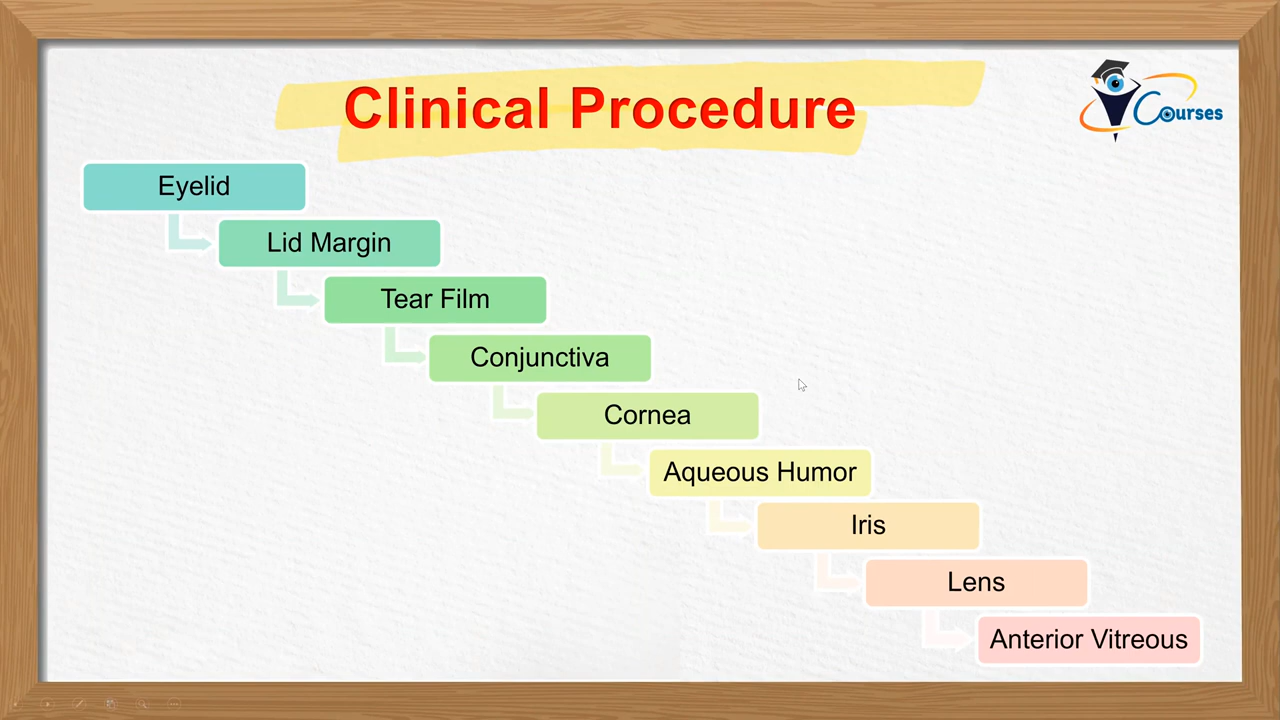 Clinical Procedure
Courses
Eyelid
Lid Margin
Tear Film
Conjunctiva
Cornea
Aqueous Humor
Iris
Lens
Anterior Vitreous